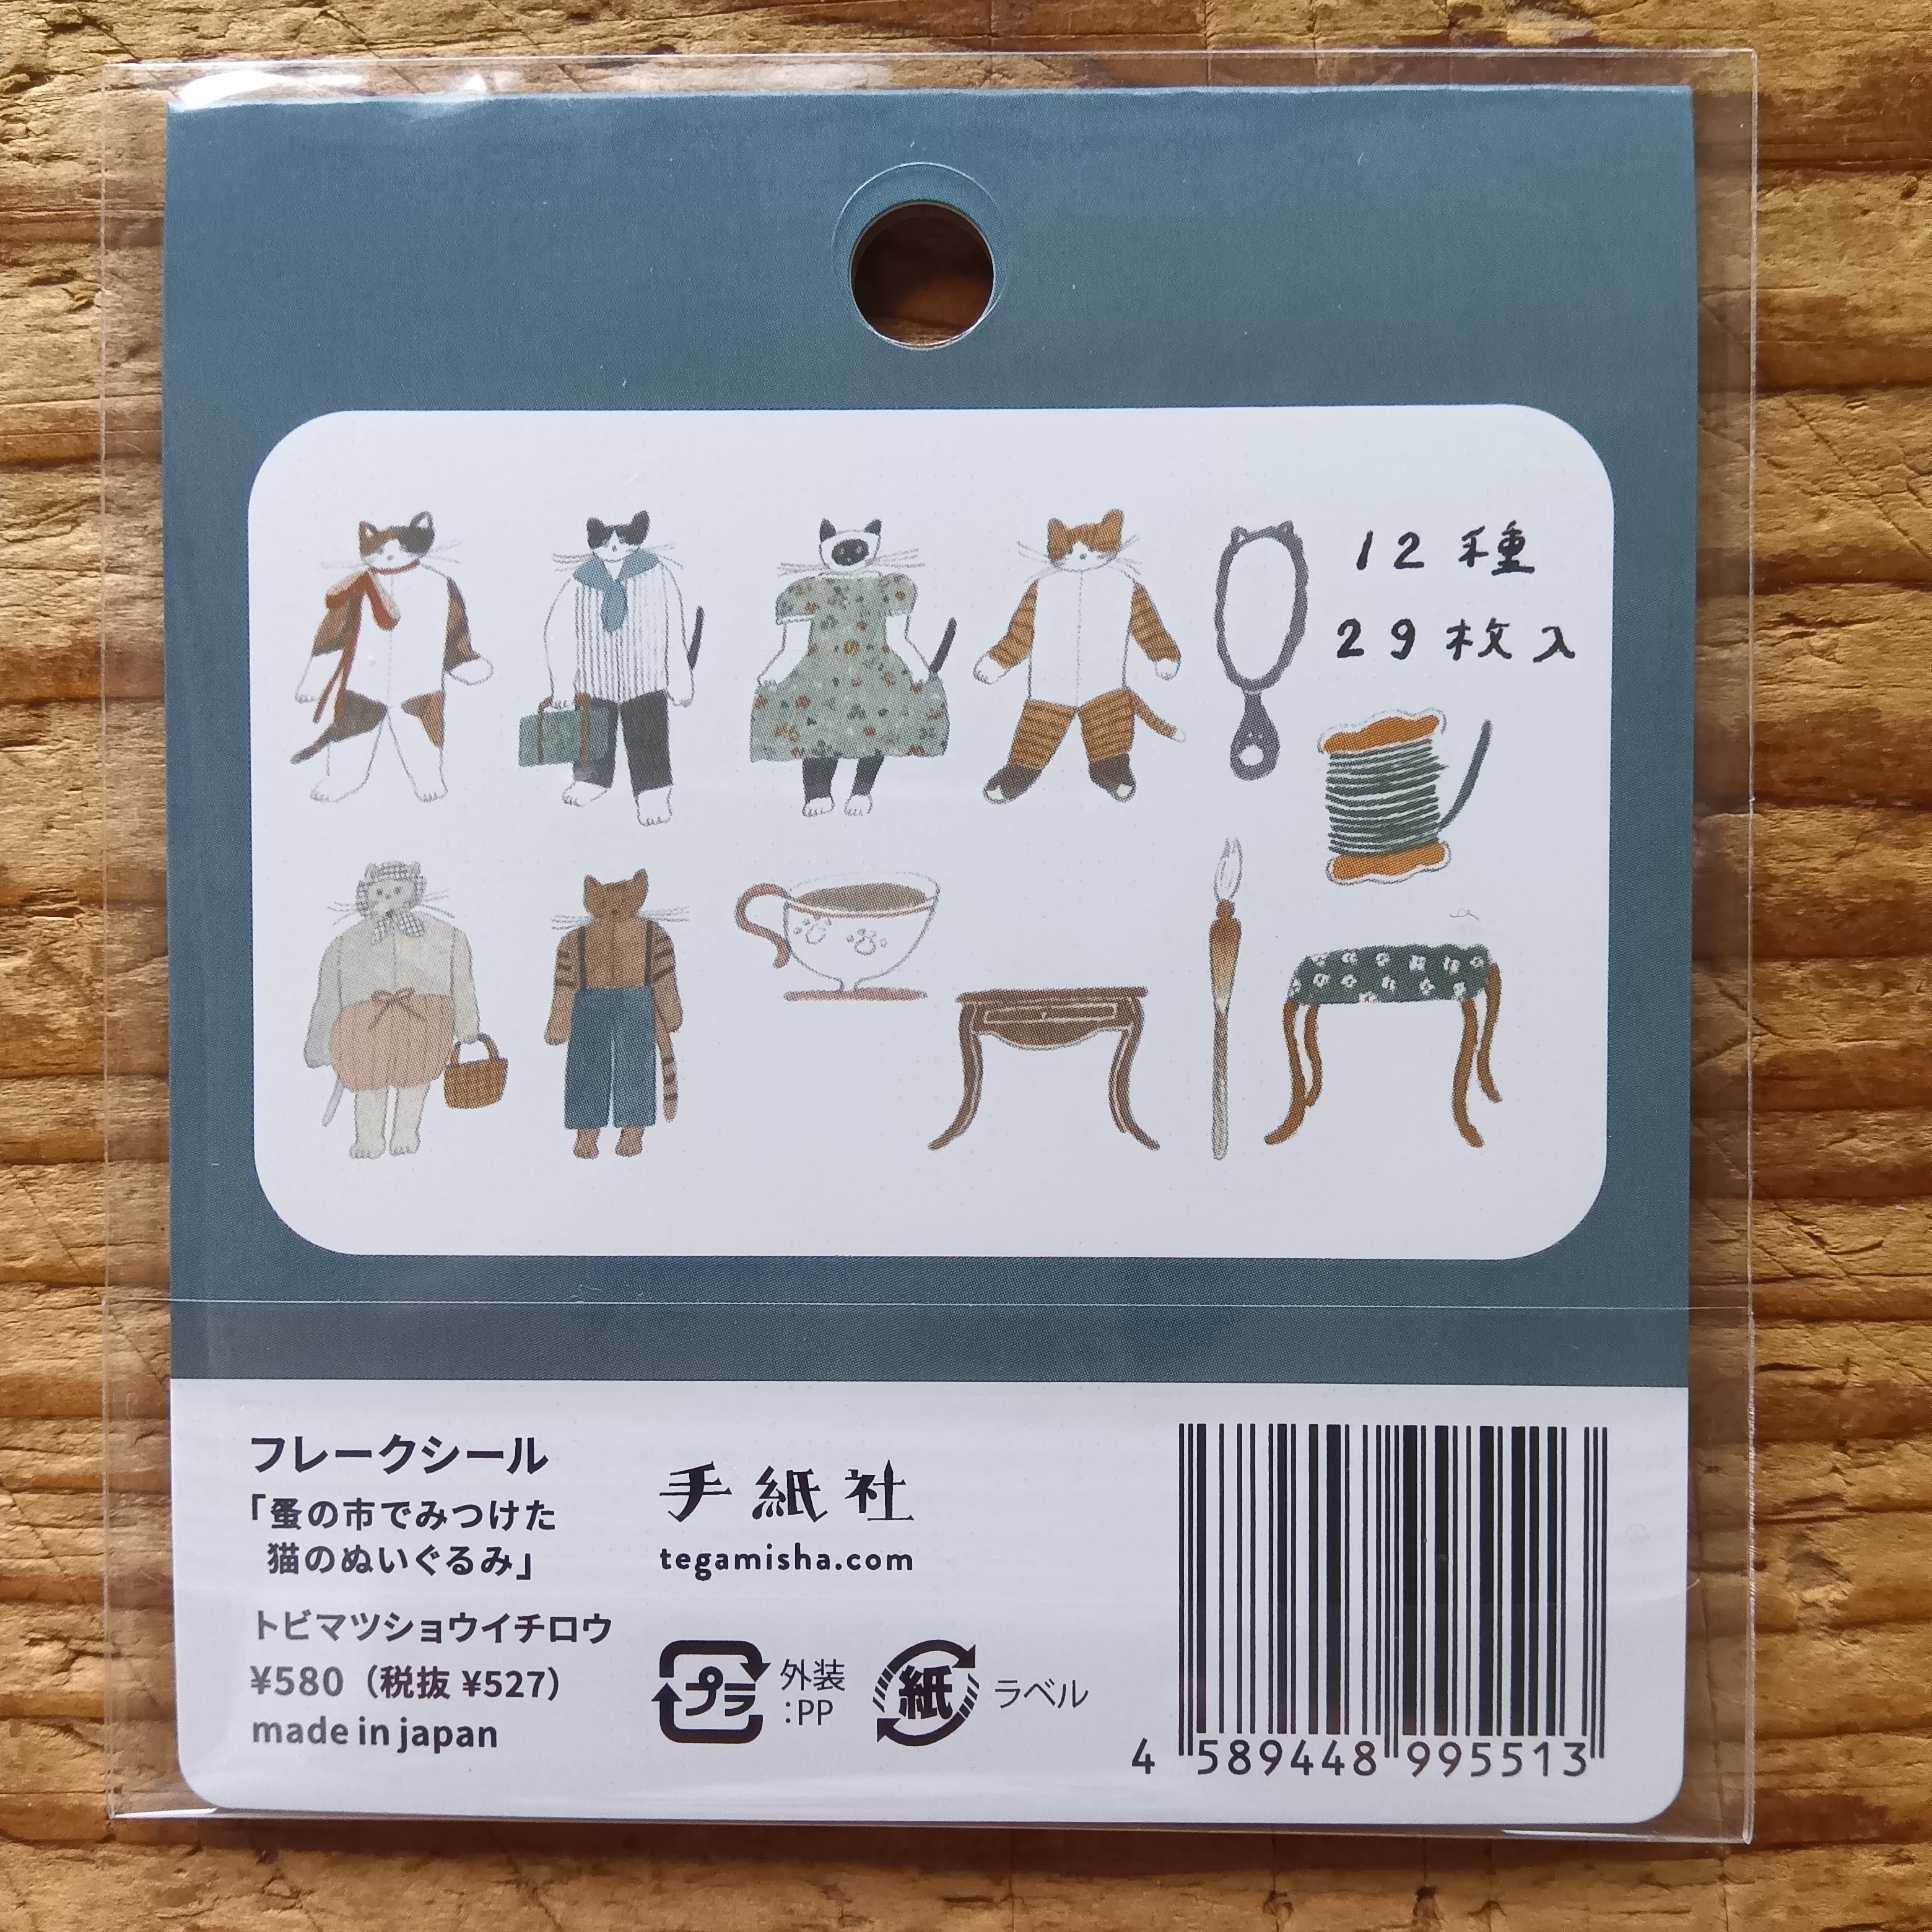 12種
29枚入
フレークシール
「蚤の市でみつけた
猫のぬいぐるみ」
トビマツショウイチロウ
¥580（税抜 ¥527）
made in japan
手紙社
tegamisha.com
プラ 外装
:PP
紙 ラベル
4 589448 995513